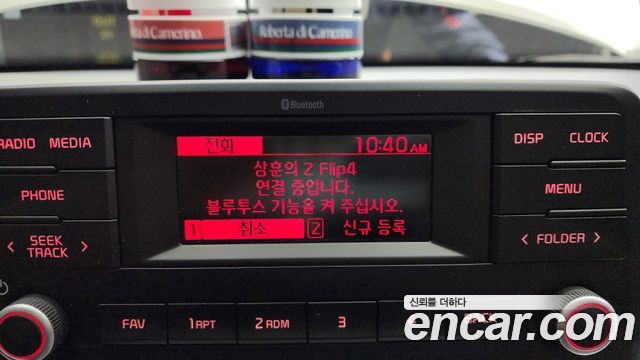 Roberta di Camerino.
Roberta di Camerino.
Bluetooth
RADIO MEDIA
전화 10:40 AM
DISP CLOCK
상훈의 Z Flip4
연결 중입니다.
블루투스 기능을 켜 주십시오.
1 취소 2 신규 등록
PHONE
MENU
< SEEK TRACK >
< FOLDER >
FAV 1 RPT 2 RDM 3
신뢰를 더하다
encar.com